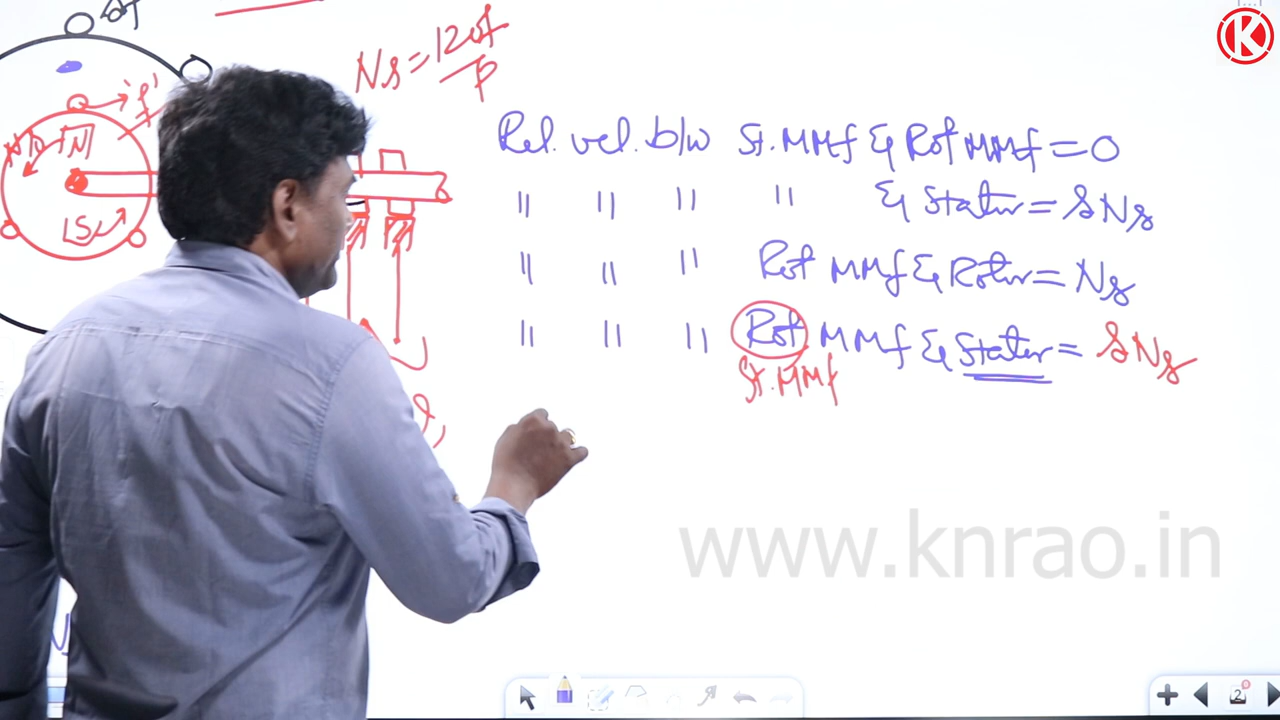 Ns = 120f
P
'f'
N
S
Rel. vel. b/w St. MMf & Rot MMf = 0
" " " " & Stator = sNs
" " " Rot MMf & Rotor = Ns
" " " Rot MMf & Stator = sNs
St. MMf
www.knrao.in
K
2